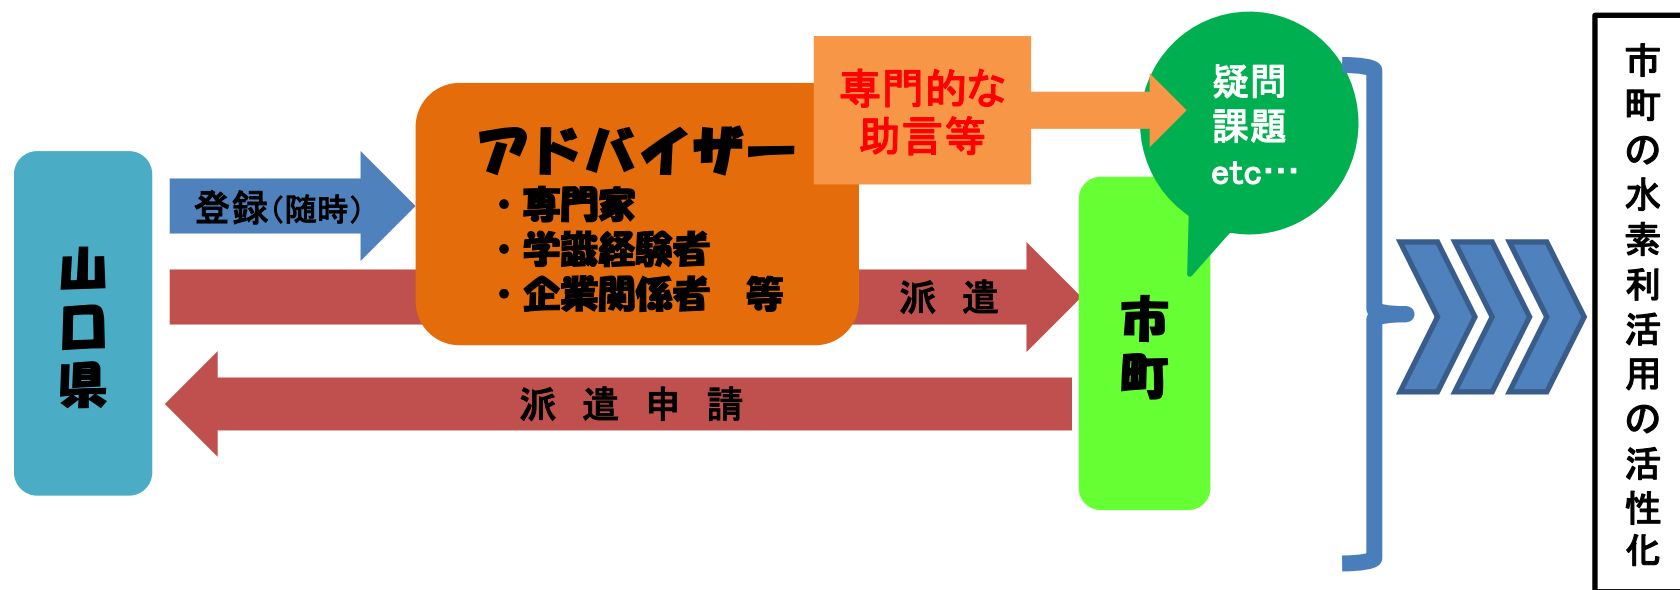 山口県
登録(随時)
アドバイザー
・専門家
・学識経験者
・企業関係者　等
専門的な
助言等
疑問
課題
etc…
派　遣
派　遣　申　請
市町
市町の水素利活用の活性化